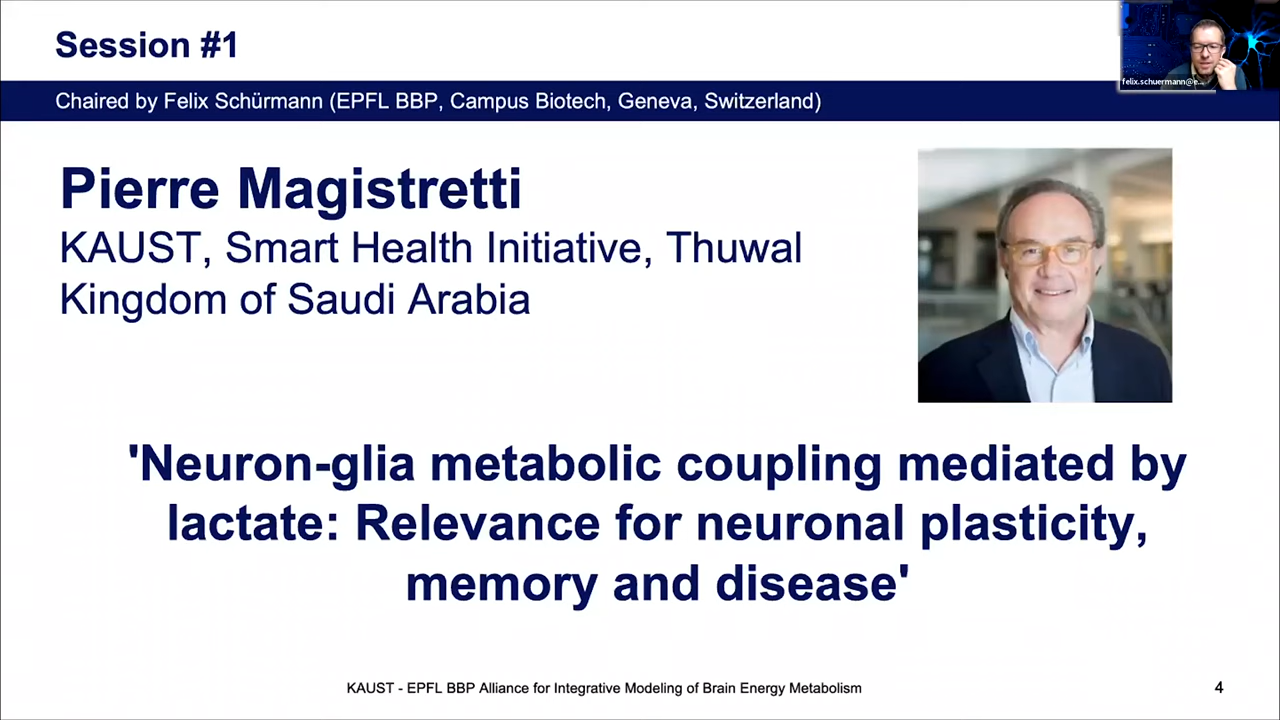 Session #1
felix.schuermann@e...
Chaired by Felix Schürmann (EPFL BBP, Campus Biotech, Geneva, Switzerland)
Pierre Magistretti
KAUST, Smart Health Initiative, Thuwal
Kingdom of Saudi Arabia
'Neuron-glia metabolic coupling mediated by
lactate: Relevance for neuronal plasticity,
memory and disease'
KAUST - EPFL BBP Alliance for Integrative Modeling of Brain Energy Metabolism
4